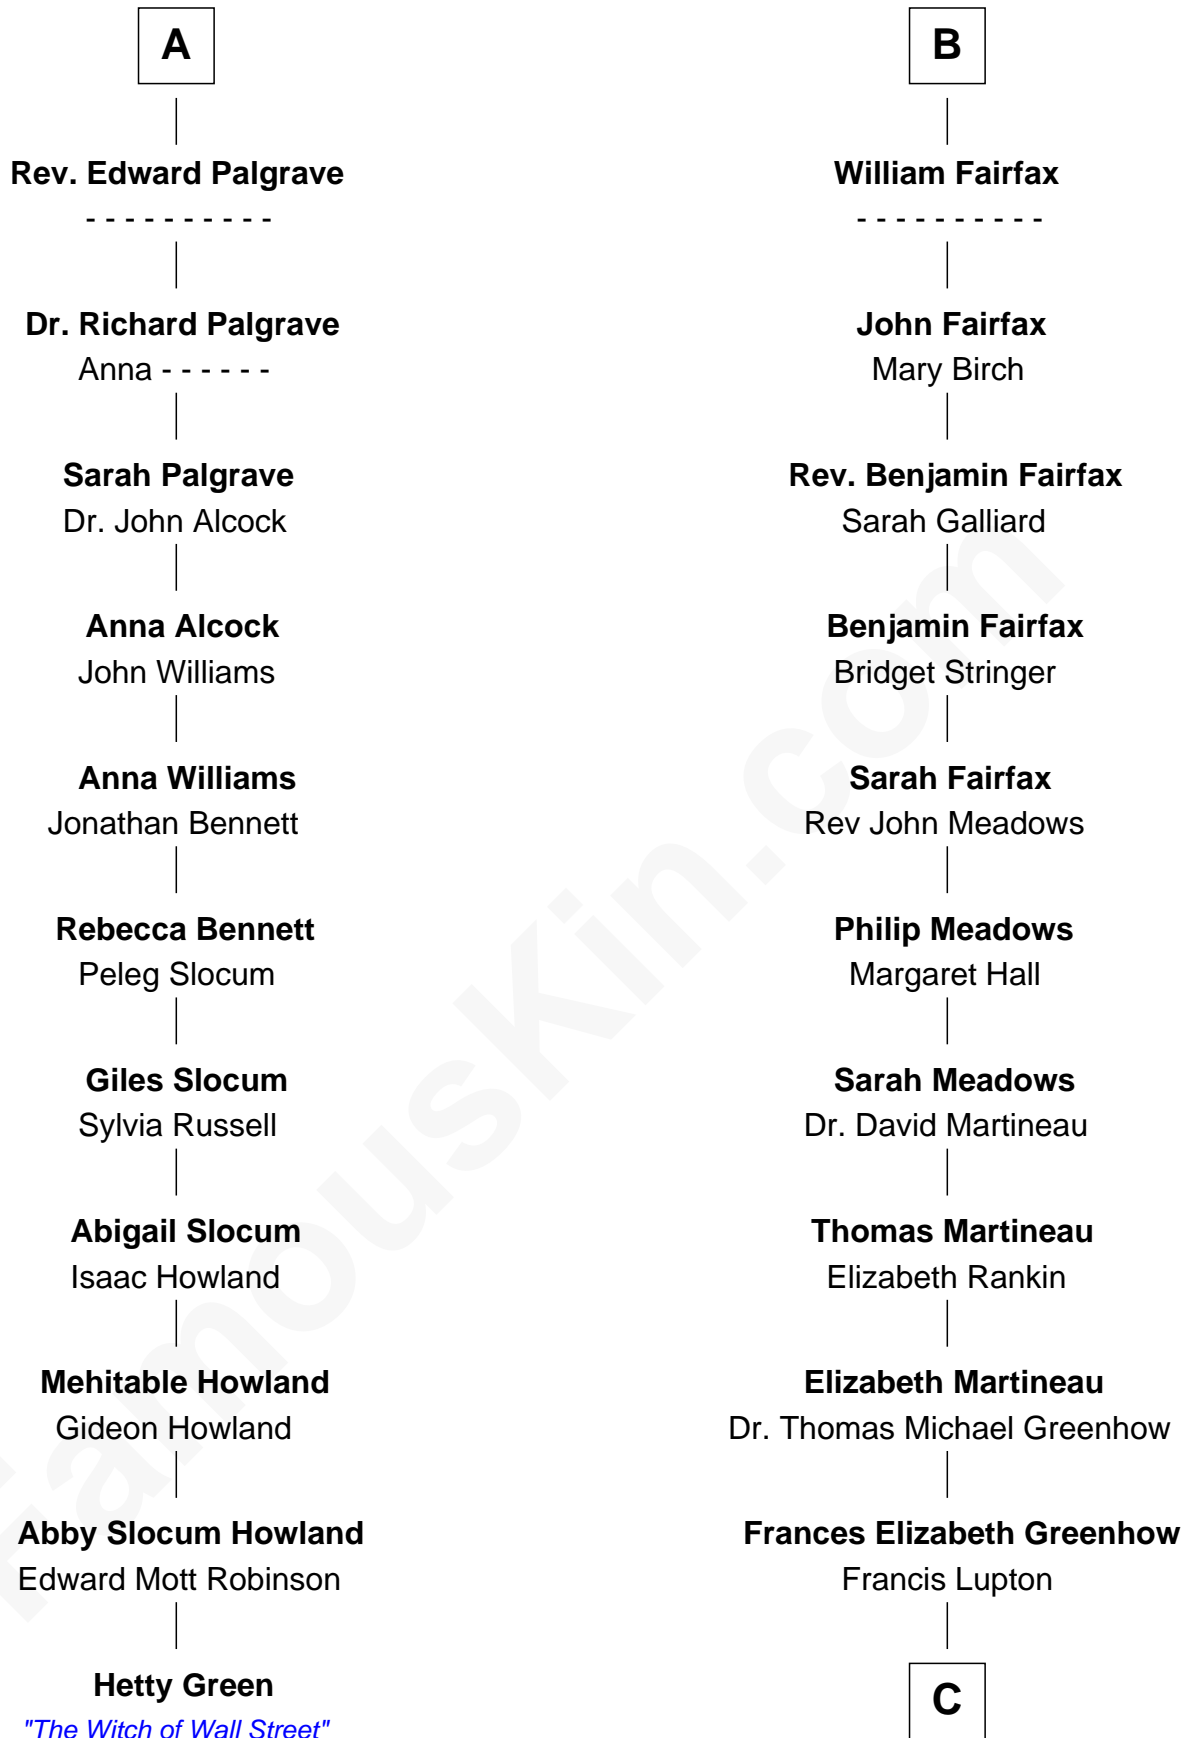 A
Rev. Edward Palgrave
- - - - - - - - - -
Dr. Richard Palgrave
Anna - - - - - -
Sarah Palgrave
Dr. John Alcock
Anna Alcock
John Williams
Anna Williams
Jonathan Bennett
Rebecca Bennett
Peleg Slocum
Giles Slocum
Sylvia Russell
Abigail Slocum
Isaac Howland
Mehitable Howland
Gideon Howland
Abby Slocum Howland
Edward Mott Robinson
Hetty Green
"The Witch of Wall Street"
B
William Fairfax
- - - - - - - - - -
John Fairfax
Mary Birch
Rev. Benjamin Fairfax
Sarah Galliard
Benjamin Fairfax
Bridget Stringer
Sarah Fairfax
Rev John Meadows
Philip Meadows
Margaret Hall
Sarah Meadows
Dr. David Martineau
Thomas Martineau
Elizabeth Rankin
Elizabeth Martineau
Dr. Thomas Michael Greenhow
Frances Elizabeth Greenhow
Francis Lupton
C
FamousKin.com